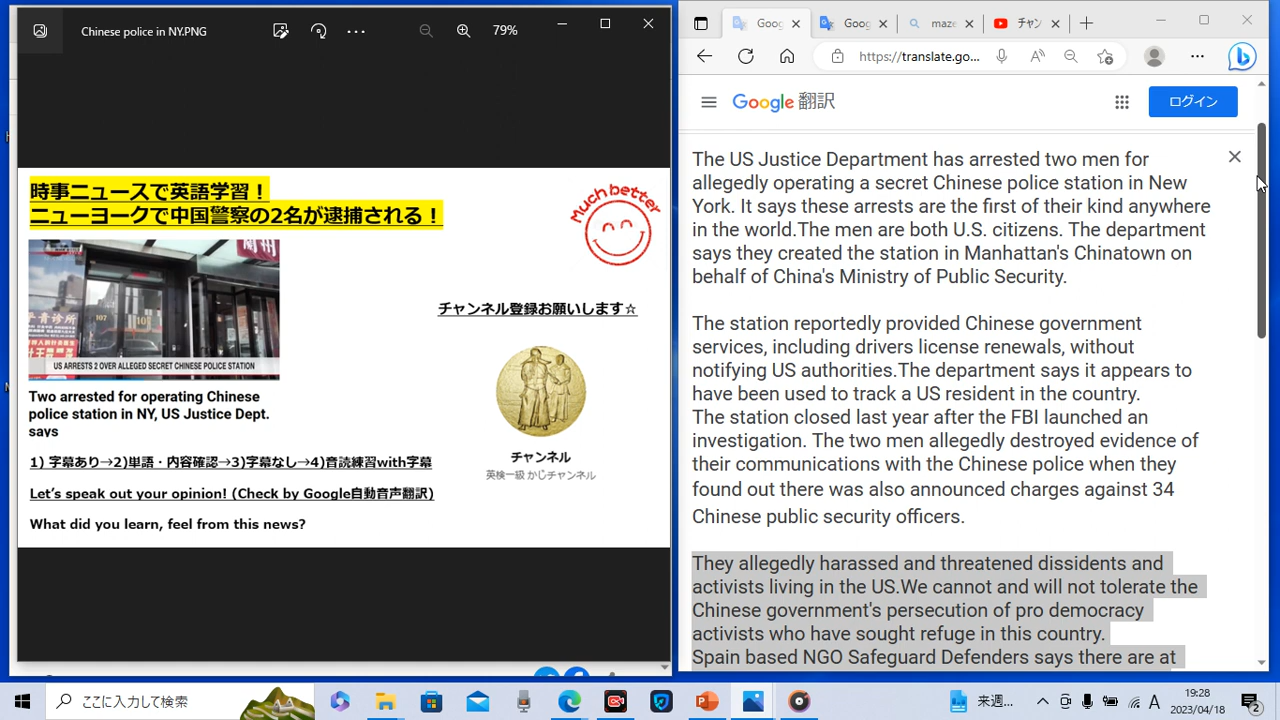 Chinese police in NY.PNG
79%
時事ニュースで英語学習！
ニューヨークで中国警察の2名が逮捕される！
Much better
107
US ARRESTS 2 OVER ALLEGED SECRET CHINESE POLICE STATION
Two arrested for operating Chinese
police station in NY, US Justice Dept.
says
チャンネル登録お願いします☆
チャンネル
英検一級 かじチャンネル
1) 字幕あり→2)単語・内容確認→3)字幕なし→4)音読練習with字幕
Let's speak out your opinion! (Check by Google自動音声翻訳)
What did you learn, feel from this news?
Goog
Goog
maze
チャン
https://translate.go...
Google 翻訳
ログイン
The US Justice Department has arrested two men for
allegedly operating a secret Chinese police station in New
York. It says these arrests are the first of their kind anywhere
in the world.The men are both U.S. citizens. The department
says they created the station in Manhattan's Chinatown on
behalf of China's Ministry of Public Security.
The station reportedly provided Chinese government
services, including drivers license renewals, without
notifying US authorities.The department says it appears to
have been used to track a US resident in the country.
The station closed last year after the FBI launched an
investigation. The two men allegedly destroyed evidence of
their communications with the Chinese police when they
found out there was also announced charges against 34
Chinese public security officers.
They allegedly harassed and threatened dissidents and
activists living in the US.We cannot and will not tolerate the
Chinese government's persecution of pro democracy
activists who have sought refuge in this country.
Spain based NGO Safeguard Defenders says there are at
ここに入力して検索
来週...
A
19:28
2023/04/18
2